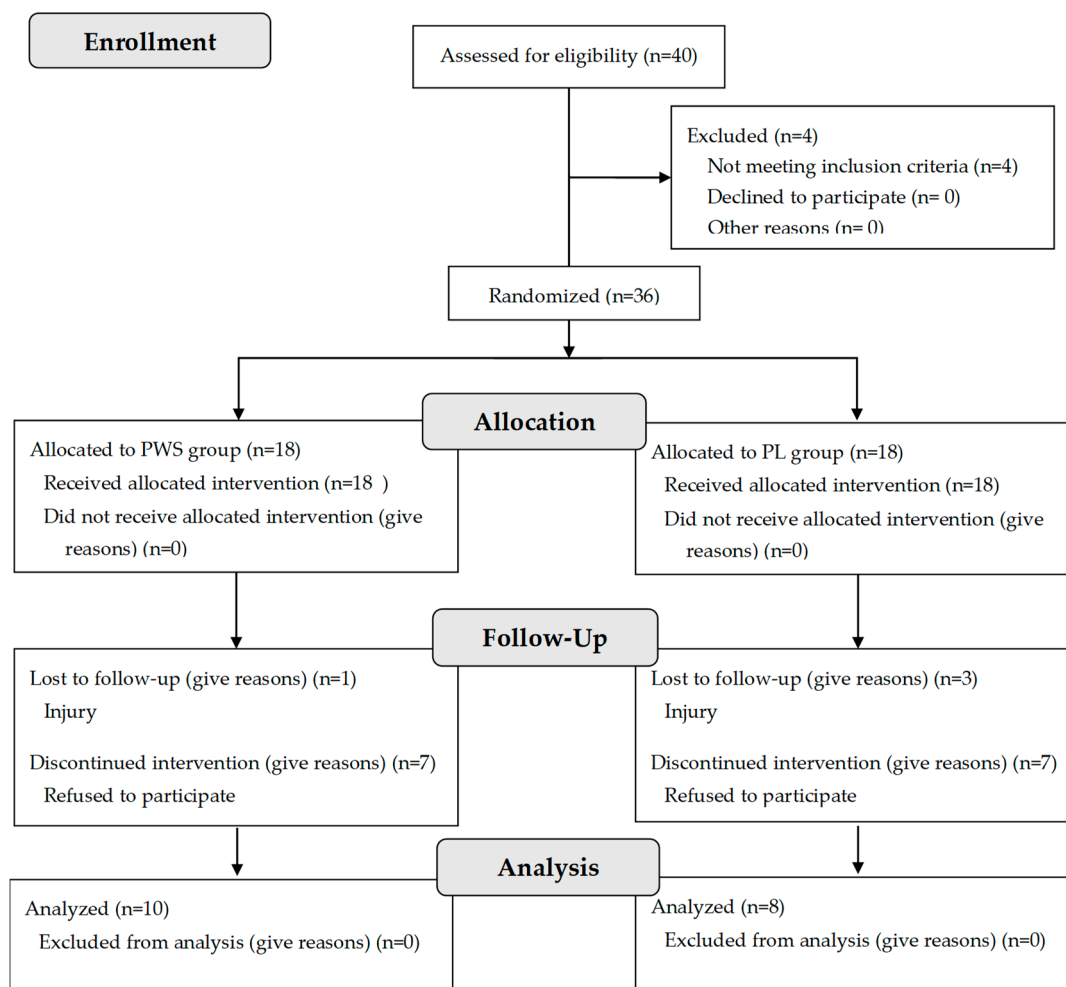 Enrollment
Assessed for eligibility (n=40)
Excluded (n=4)
Not meeting inclusion criteria (n=4)
Declined to participate (n= 0)
Other reasons (n= 0)
Randomized (n=36)
Allocation
Allocated to PWS group (n=18)
Received allocated intervention (n=18  )
Did not receive allocated intervention (give
reasons) (n=0)
Allocated to PL group (n=18)
Received allocated intervention (n=18)
Did not receive allocated intervention (give
reasons) (n=0)
Follow-Up
Lost to follow-up (give reasons) (n=1)
Injury
Discontinued intervention (give reasons) (n=7)
Refused to participate
Lost to follow-up (give reasons) (n=3)
Injury
Discontinued intervention (give reasons) (n=7)
Refused to participate
Analysis
Analyzed (n=10)
Excluded from analysis (give reasons) (n=0)
Analyzed (n=8)
Excluded from analysis (give reasons) (n=0)